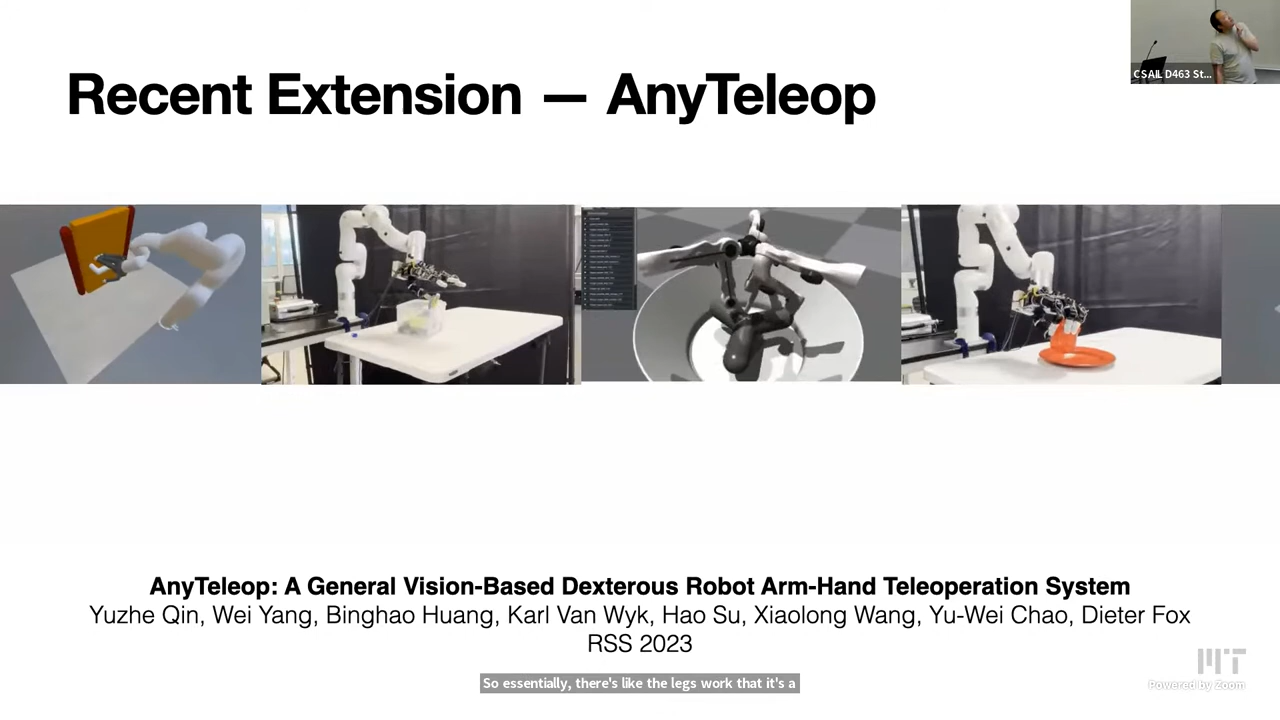 CSAIL D463 St...
Recent Extension — AnyTeleop
AnyTeleop: A General Vision-Based Dexterous Robot Arm-Hand Teleoperation System
Yuzhe Qin, Wei Yang, Binghao Huang, Karl Van Wyk, Hao Su, Xiaolong Wang, Yu-Wei Chao, Dieter Fox
RSS 2023
MIT
So essentially, there's like the legs work that it's a
Powered by Zoom